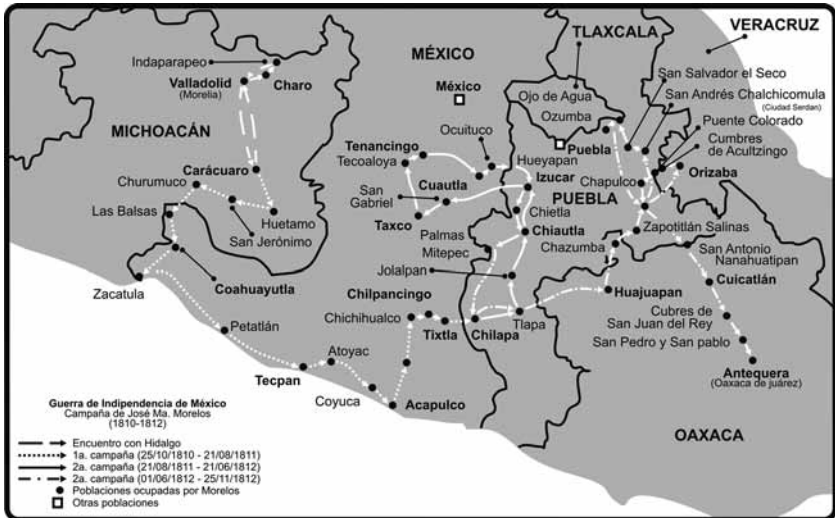 MÉXICO
TLAXCALA
VERACRUZ
Indaparapeo
Valladolid
(Morelia)
Charo
MICHOACÁN
México
Ojo de Agua
Ozumba
San Salvador el Seco
San Andrés Chalchicomula
(Ciudad Serdan)
Puente Colorado
Cumbres
de Acultzingo
Ocuituco
Tenancingo
Tecoaloya
Hueyapan
Puebla
Izucar
PUEBLA
Orizaba
Carácuaro
Churumuco
Cuautla
San
Gabriel
Chapulco
Las Balsas
Huetamo
San Jerónimo
Taxco
Chietla
Palmas
Chiautla
Mitepec
Zapotitlán Salinas
Chazumba
San Antonio
Nanahuatipan
Jolalpan
Zacatula
Coahuayutla
Cuicatlán
Chilpancingo
Huajuapan
Chichihualco
Petatlán
Tixtla
Chilapa
Tlapa
Cubres de
San Juan del Rey
San Pedro y San pablo
Atoyac
Tecpan
Coyuca
Acapulco
Antequera
(Oaxaca de juárez)
OAXACA
Guerra de Indipendencia de México
Campaña de José Ma. Morelos
(1810-1812)
Encuentro con Hidalgo
1a. campaña (25/10/1810 - 21/08/1811)
2a. campaña (21/08/1811 - 21/06/1812)
2a. campaña (01/06/1812 - 25/11/1812)
Poblaciones ocupadas por Morelos
Otras poblaciones